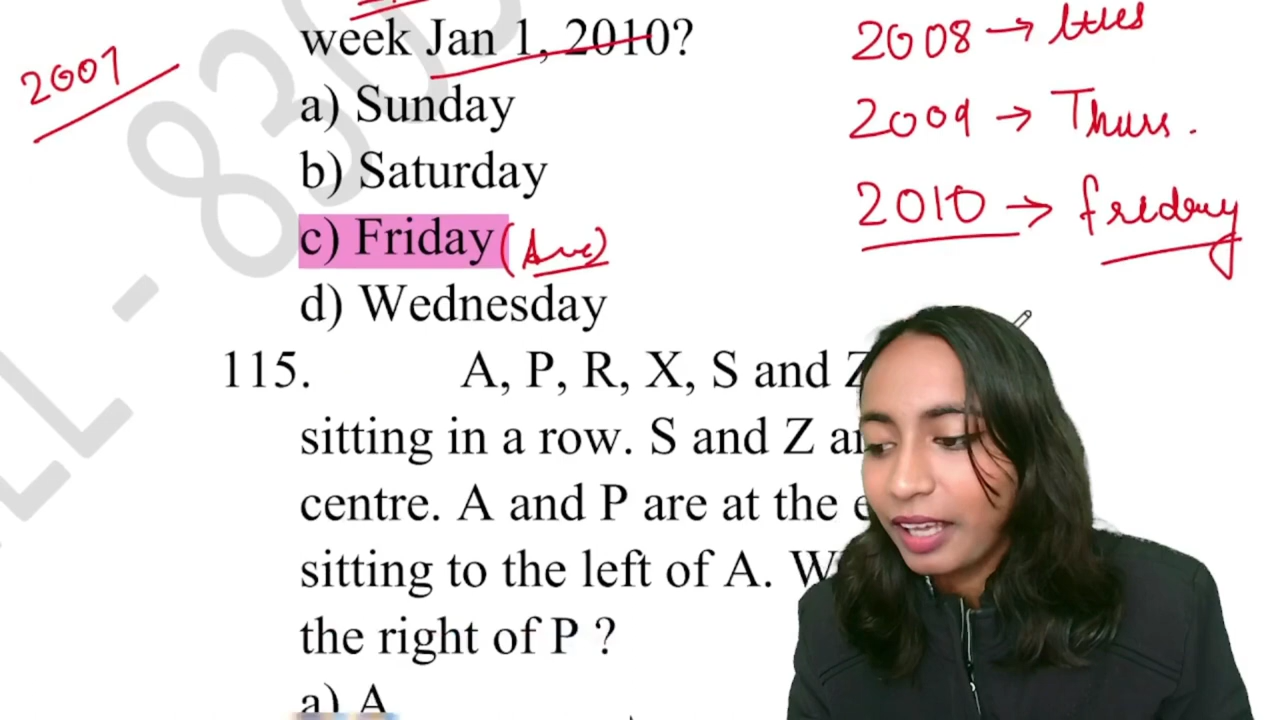 week Jan 1, 2010?
2008 →
2007
a) Sunday
2009 → Thurs.
b) Saturday
2010 → friday
c) Friday (Ans)
d) Wednesday
115. A, P, R, X, S and Z
sitting in a row. S and Z
centre. A and P are at the
sitting to the left of A.
the right of P ?
a) A